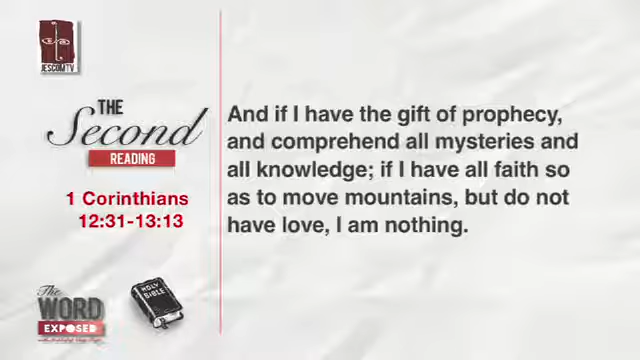 JESCOMTV
THE
Second
READING
1 Corinthians
12:31-13:13
And if I have the gift of prophecy,
and comprehend all mysteries and
all knowledge; if I have all faith so
as to move mountains, but do not
have love, I am nothing.
The
WORD
EXPOSED
HOLY
BIBLE